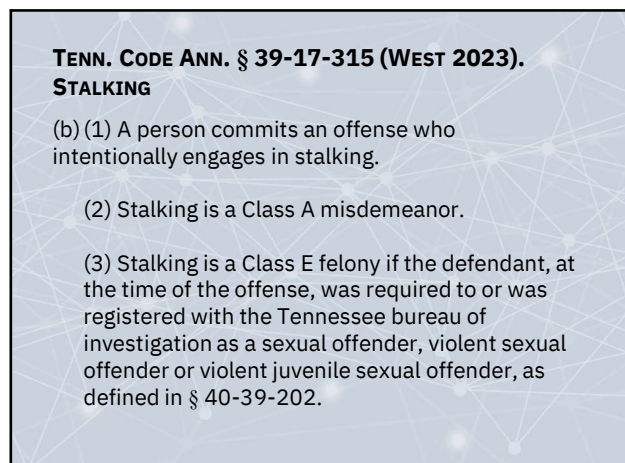 TENN. CODE ANN. § 39-17-315 (WEST 2023).
STALKING
(b) (1) A person commits an offense who
intentionally engages in stalking.
(2) Stalking is a Class A misdemeanor.
(3) Stalking is a Class E felony if the defendant, at
the time of the offense, was required to or was
registered with the Tennessee bureau of
investigation as a sexual offender, violent sexual
offender or violent juvenile sexual offender, as
defined in § 40-39-202.